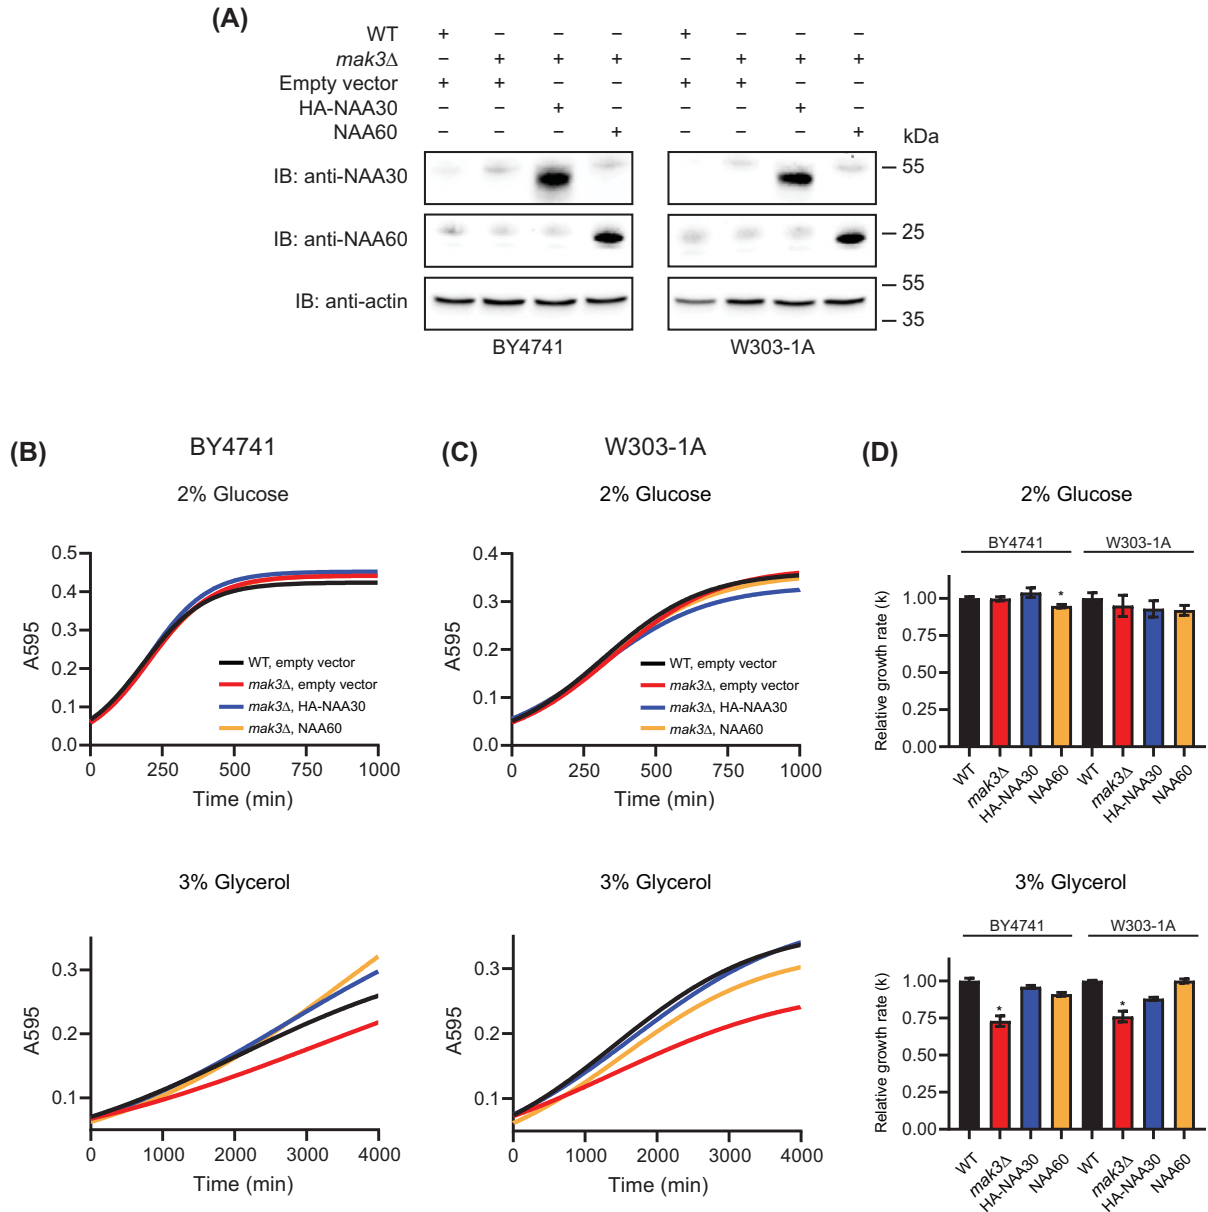 (A)
WT + − − − + − − −
mak3Δ − + + + − + + +
Empty vector + + − − + + − −
HA-NAA30 − − + − − − + −
NAA60 − − − + − − − +
kDa
IB: anti-NAA30
55
IB: anti-NAA60
25
IB: anti-actin
55
35
BY4741 W303-1A
(B) BY4741
2% Glucose
A595
0.5
0.4
0.3
0.2
0.1
0.0
WT, empty vector
mak3Δ, empty vector
mak3Δ, HA-NAA30
mak3Δ, NAA60
0 250 500 750 1000
Time (min)
3% Glycerol
A595
0.3
0.2
0.1
0 1000 2000 3000 4000
Time (min)
(C) W303-1A
2% Glucose
A595
0.4
0.3
0.2
0.1
0.0
WT, empty vector
mak3Δ, empty vector
mak3Δ, HA-NAA30
mak3Δ, NAA60
0 250 500 750 1000
Time (min)
3% Glycerol
A595
0.3
0.2
0.1
0 1000 2000 3000 4000
Time (min)
(D)
2% Glucose
BY4741 W303-1A
Relative growth rate (k)
1.00
0.75
0.50
0.25
0.00
*
WT mak3Δ HA-NAA30 NAA60 WT mak3Δ HA-NAA30 NAA60
3% Glycerol
BY4741 W303-1A
Relative growth rate (k)
1.00
0.75
0.50
0.25
0.00
* *
WT mak3Δ HA-NAA30 NAA60 WT mak3Δ HA-NAA30 NAA60